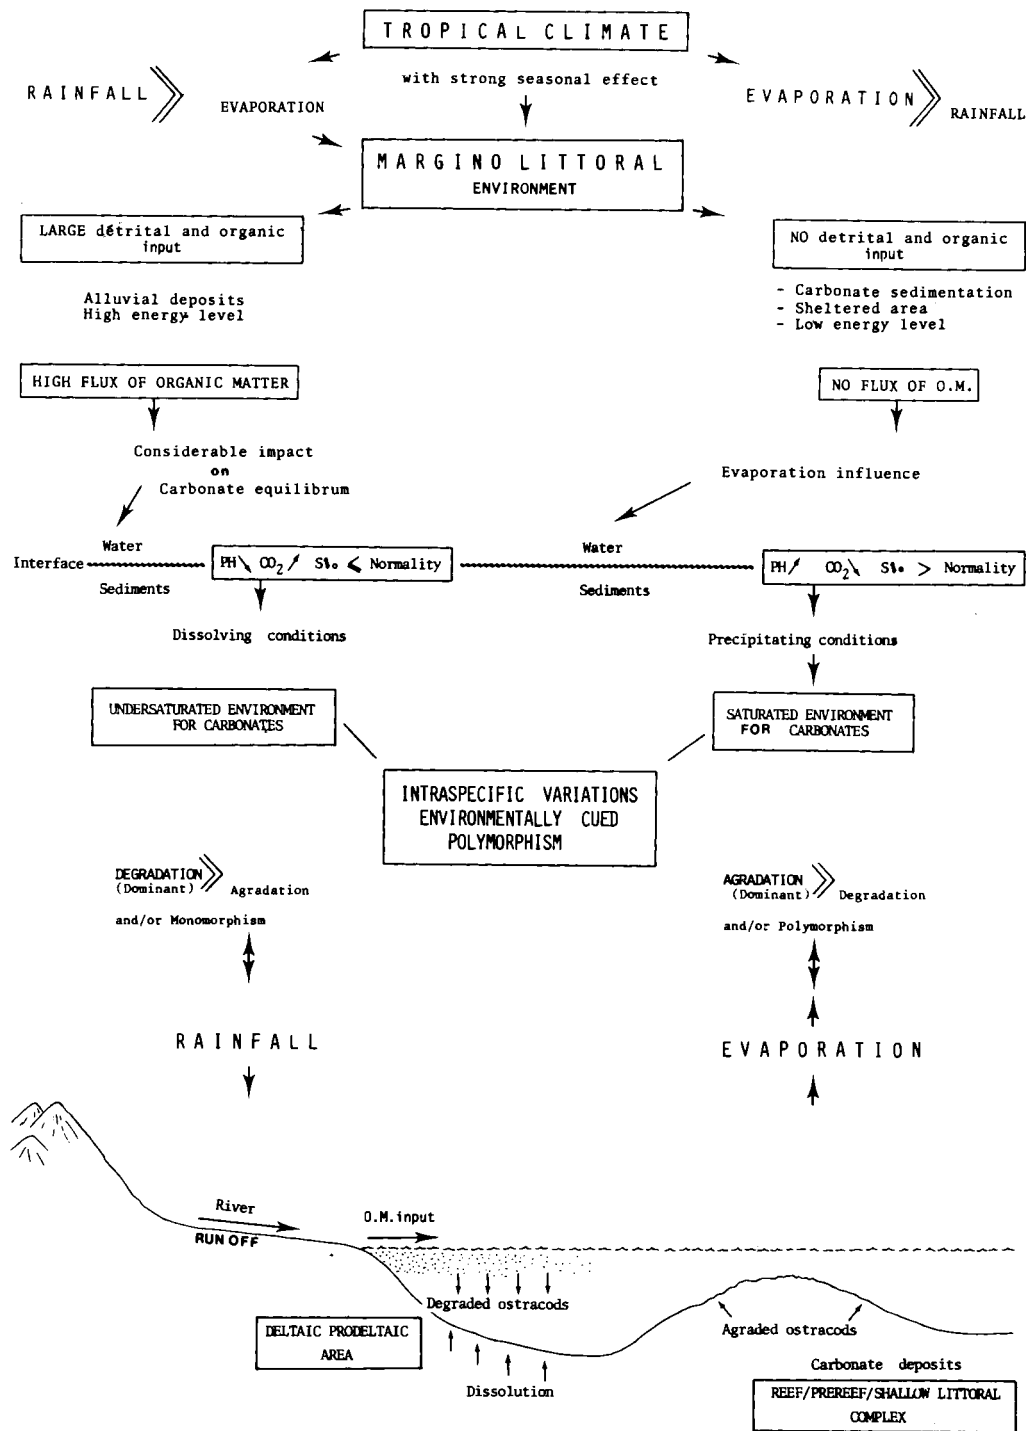 TROPICAL CLIMATE
with strong seasonal effect
RAINFALL
EVAPORATION
EVAPORATION
RAINFALL
MARGINO LITTORAL
ENVIRONMENT
LARGE détrital and organic
input
NO detrital and organic
input
Alluvial deposits
High energy level
- Carbonate sedimentation
- Sheltered area
- Low energy level
HIGH FLUX OF ORGANIC MATTER
NO FLUX OF O.M.
Considerable impact
on
Carbonate equilibrum
Evaporation influence
Interface
Water
Sediments
PH↘ CO₂↗ S‰ ⩽ Normality
Water
Sediments
PH↗ CO₂↘ S‰ > Normality
Dissolving conditions
Precipitating conditions
UNDERSATURATED ENVIRONMENT
FOR CARBONATES
SATURATED ENVIRONMENT
FOR CARBONATES
INTRASPECIFIC VARIATIONS
ENVIRONMENTALLY CUED
POLYMORPHISM
DEGRADATION
(Dominant)
Agradation
and/or Monomorphism
AGRADATION
(Dominant)
Degradation
and/or Polymorphism
RAINFALL
EVAPORATION
River
RUN OFF
O.M. input
Degraded ostracods
DELTAIC PRODELTAIC
AREA
Dissolution
Agraded ostracods
Carbonate deposits
REEF/PREREEF/SHALLOW LITTORAL
COMPLEX